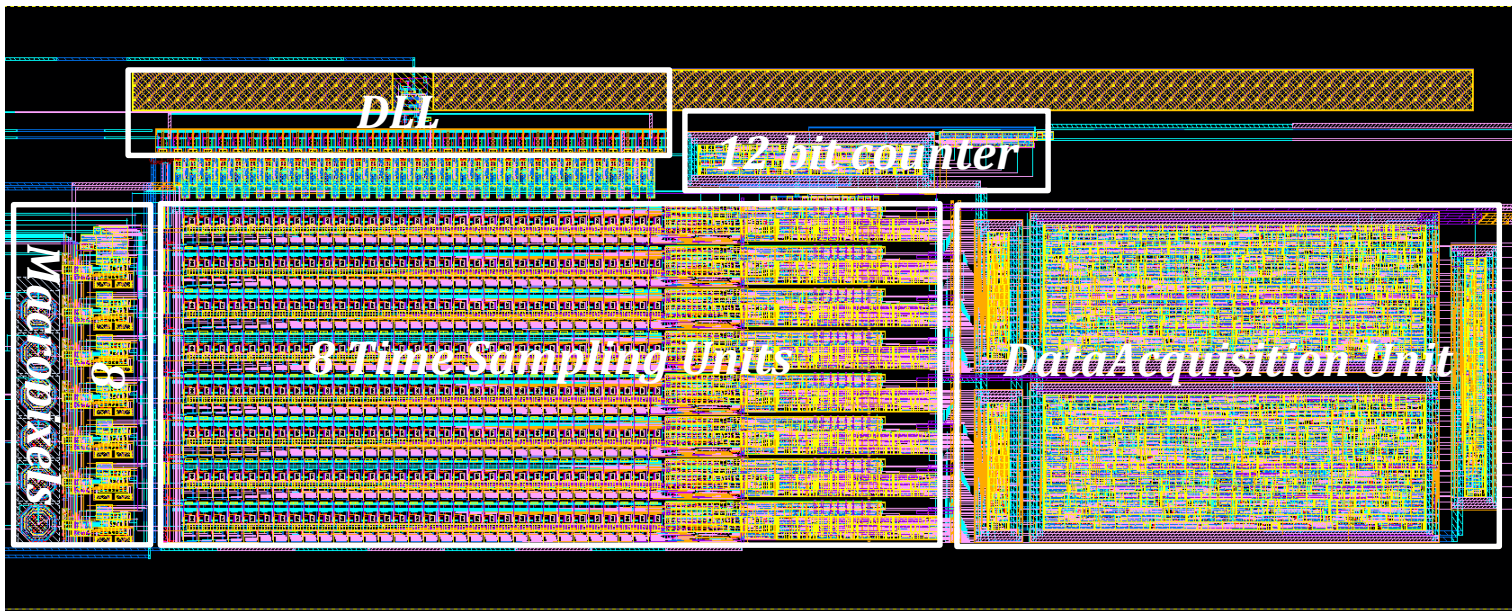 DLL
12 bit counter
8 Macropixels
8 Time Sampling Units
DataAcquisition Unit